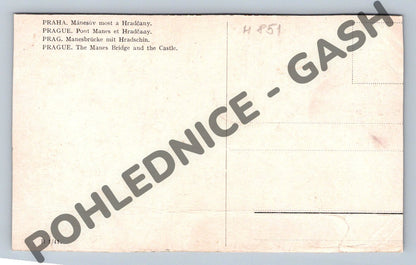 PRAHA. Mánesův most a Hradčany.
PRAGUE. Pont Manes et Hradčany.
PRAG. Manesbrücke mit Hradschin.
PRAGUE. The Manes Bridge and the Castle.
H 851
POHLEDNICE - GASH